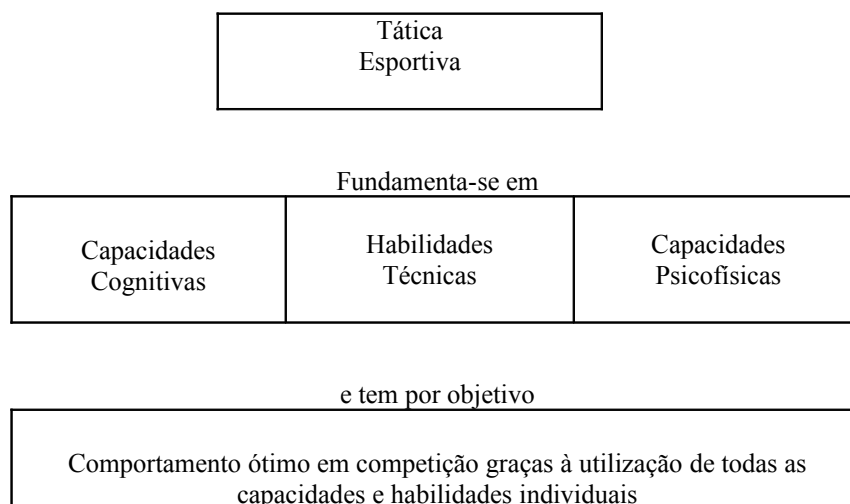 Tática
Esportiva
Fundamenta-se em
Capacidades
Cognitivas
Habilidades
Técnicas
Capacidades
Psicofísicas
e tem por objetivo
Comportamento ótimo em competição graças à utilização de todas as
capacidades e habilidades individuais